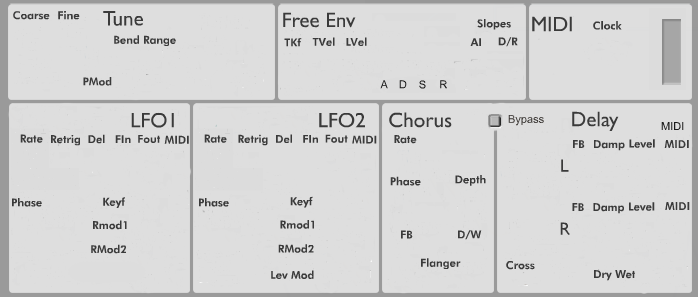 Coarse Fine Tune
Bend Range
PMod
Free Env
Slopes
TKf TVel LVel AI D/R
A D S R
MIDI Clock
LFO1
Rate Retrig Del FIn Fout MIDI
Phase Keyf
Rmod1
RMod2
LFO2
Rate Retrig Del FIn Fout MIDI
Phase Keyf
Rmod1
RMod2
Lev Mod
Chorus
Rate
Phase Depth
FB D/W
Flanger
Bypass Delay
MIDI
FB Damp Level MIDI
L
FB Damp Level MIDI
R
Cross Dry Wet